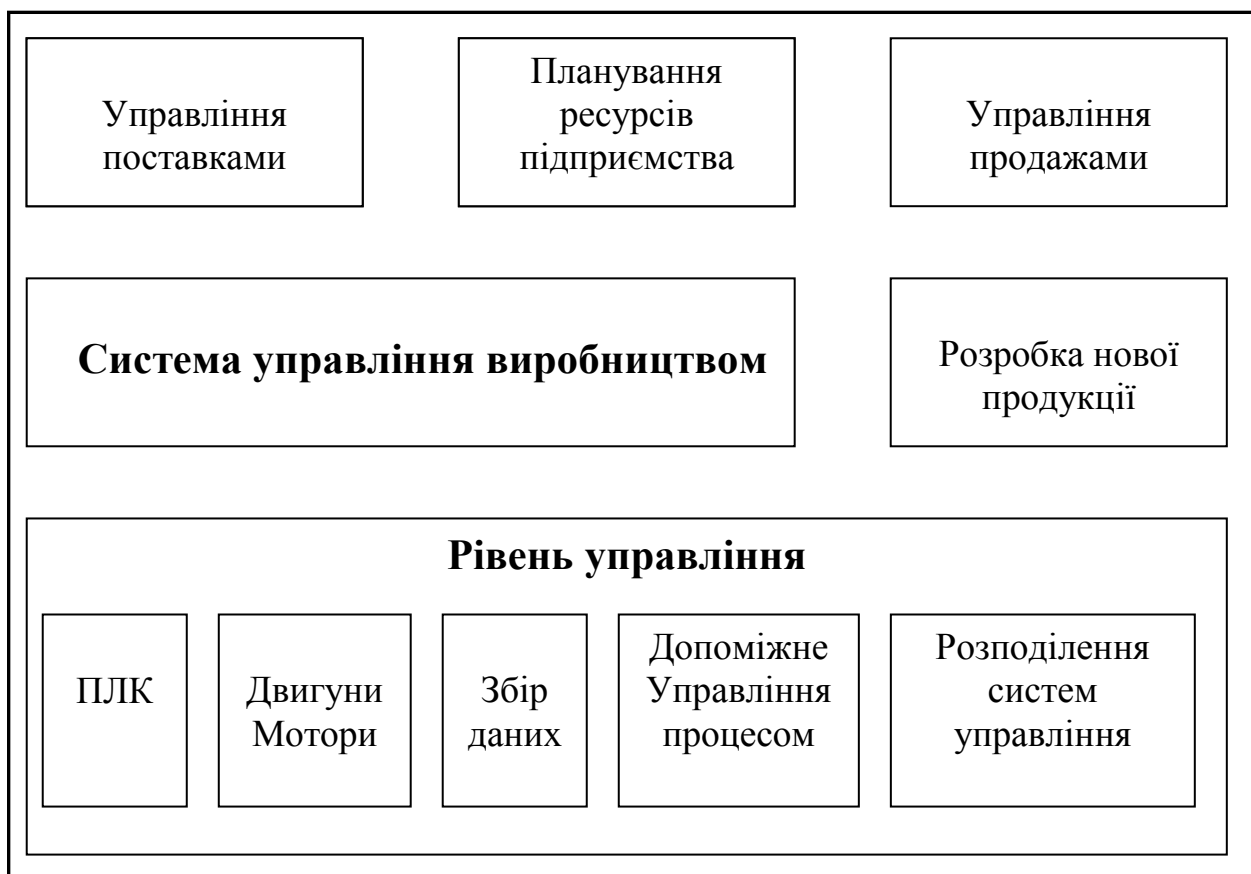 Управління
поставками
Планування
ресурсів
підприємства
Управління
продажами
Система управління виробництвом
Розробка нової
продукції
Рівень управління
ПЛК
Двигуни
Мотори
Збір
даних
Допоміжне
Управління
процесом
Розподілення
систем
управління